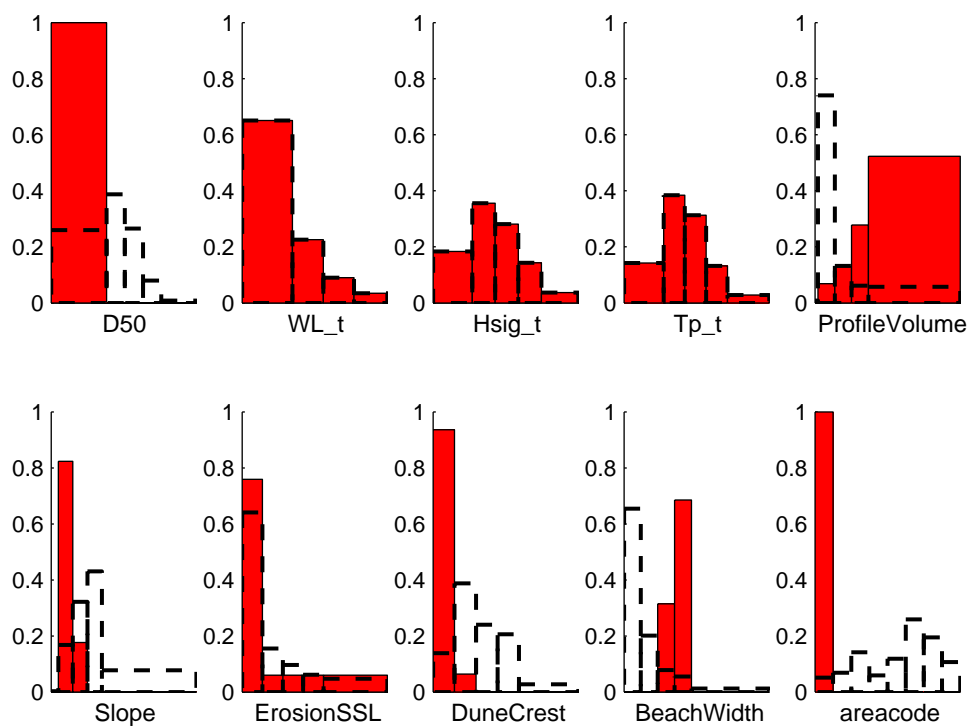 1 1 1 1 1
0.8 0.8 0.8 0.8 0.8
0.6 0.6 0.6 0.6 0.6
0.4 0.4 0.4 0.4 0.4
0.2 0.2 0.2 0.2 0.2
0 0 0 0 0
D50 WL_t Hsig_t Tp_t ProfileVolume
1 1 1 1 1
0.8 0.8 0.8 0.8 0.8
0.6 0.6 0.6 0.6 0.6
0.4 0.4 0.4 0.4 0.4
0.2 0.2 0.2 0.2 0.2
0 0 0 0 0
Slope ErosionSSL DuneCrest BeachWidth areacode